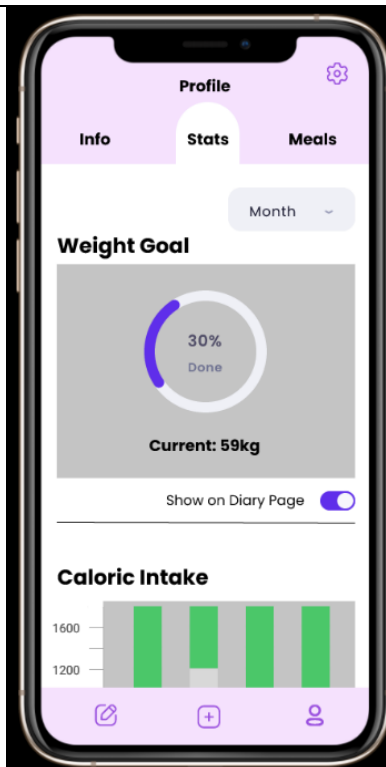 Profile
Info Stats Meals
Month
Weight Goal
30%
Done
Current: 59kg
Show on Diary Page
Caloric Intake
1600
1200